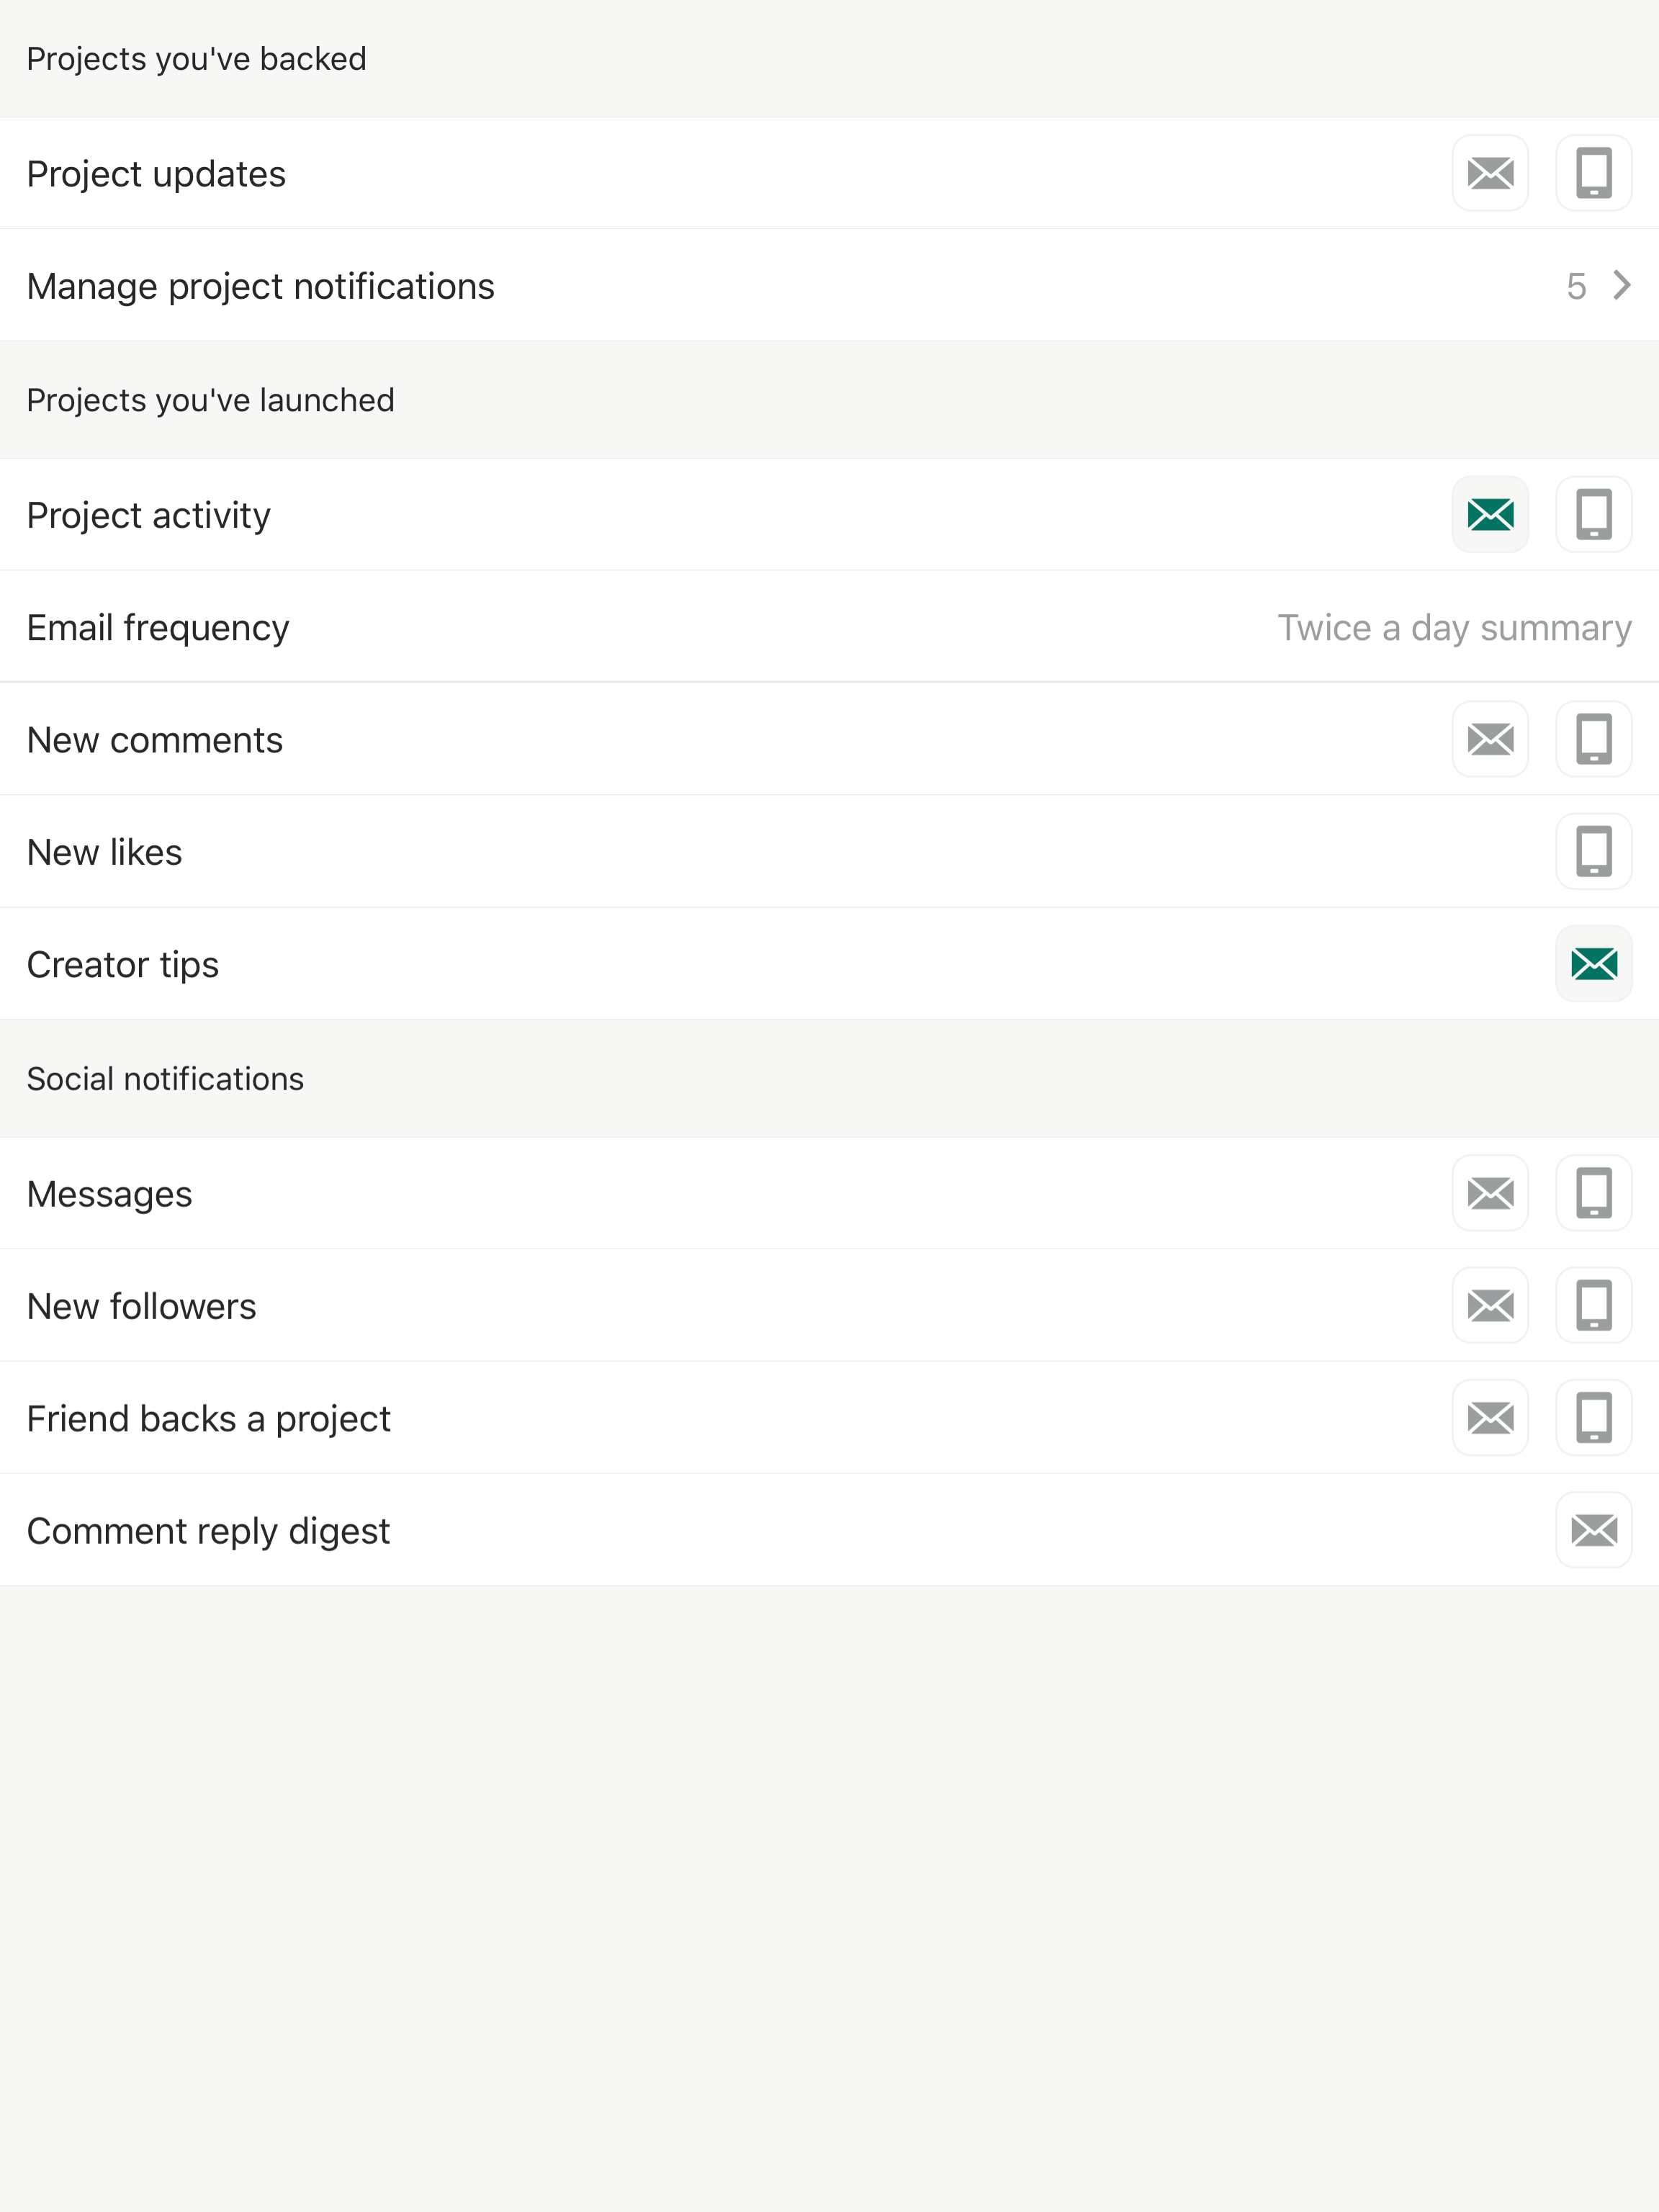 Projects you've backed
Project updates
Manage project notifications 5
Projects you've launched
Project activity
Email frequency Twice a day summary
New comments
New likes
Creator tips
Social notifications
Messages
New followers
Friend backs a project
Comment reply digest